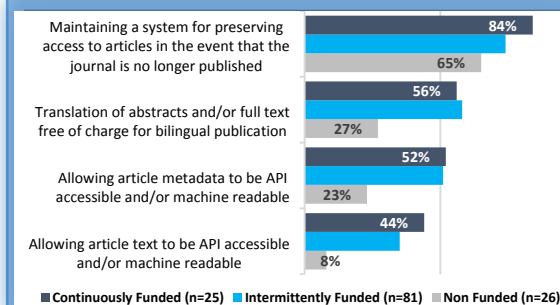 Maintaining a system for preserving
access to articles in the event that the
journal is no longer published
84%
65%
Translation of abstracts and/or full text
free of charge for bilingual publication
56%
27%
Allowing article metadata to be API
accessible and/or machine readable
52%
23%
Allowing article text to be API accessible
and/or machine readable
44%
8%
Continuously Funded (n=25) Intermittently Funded (n=81) Non Funded (n=26)